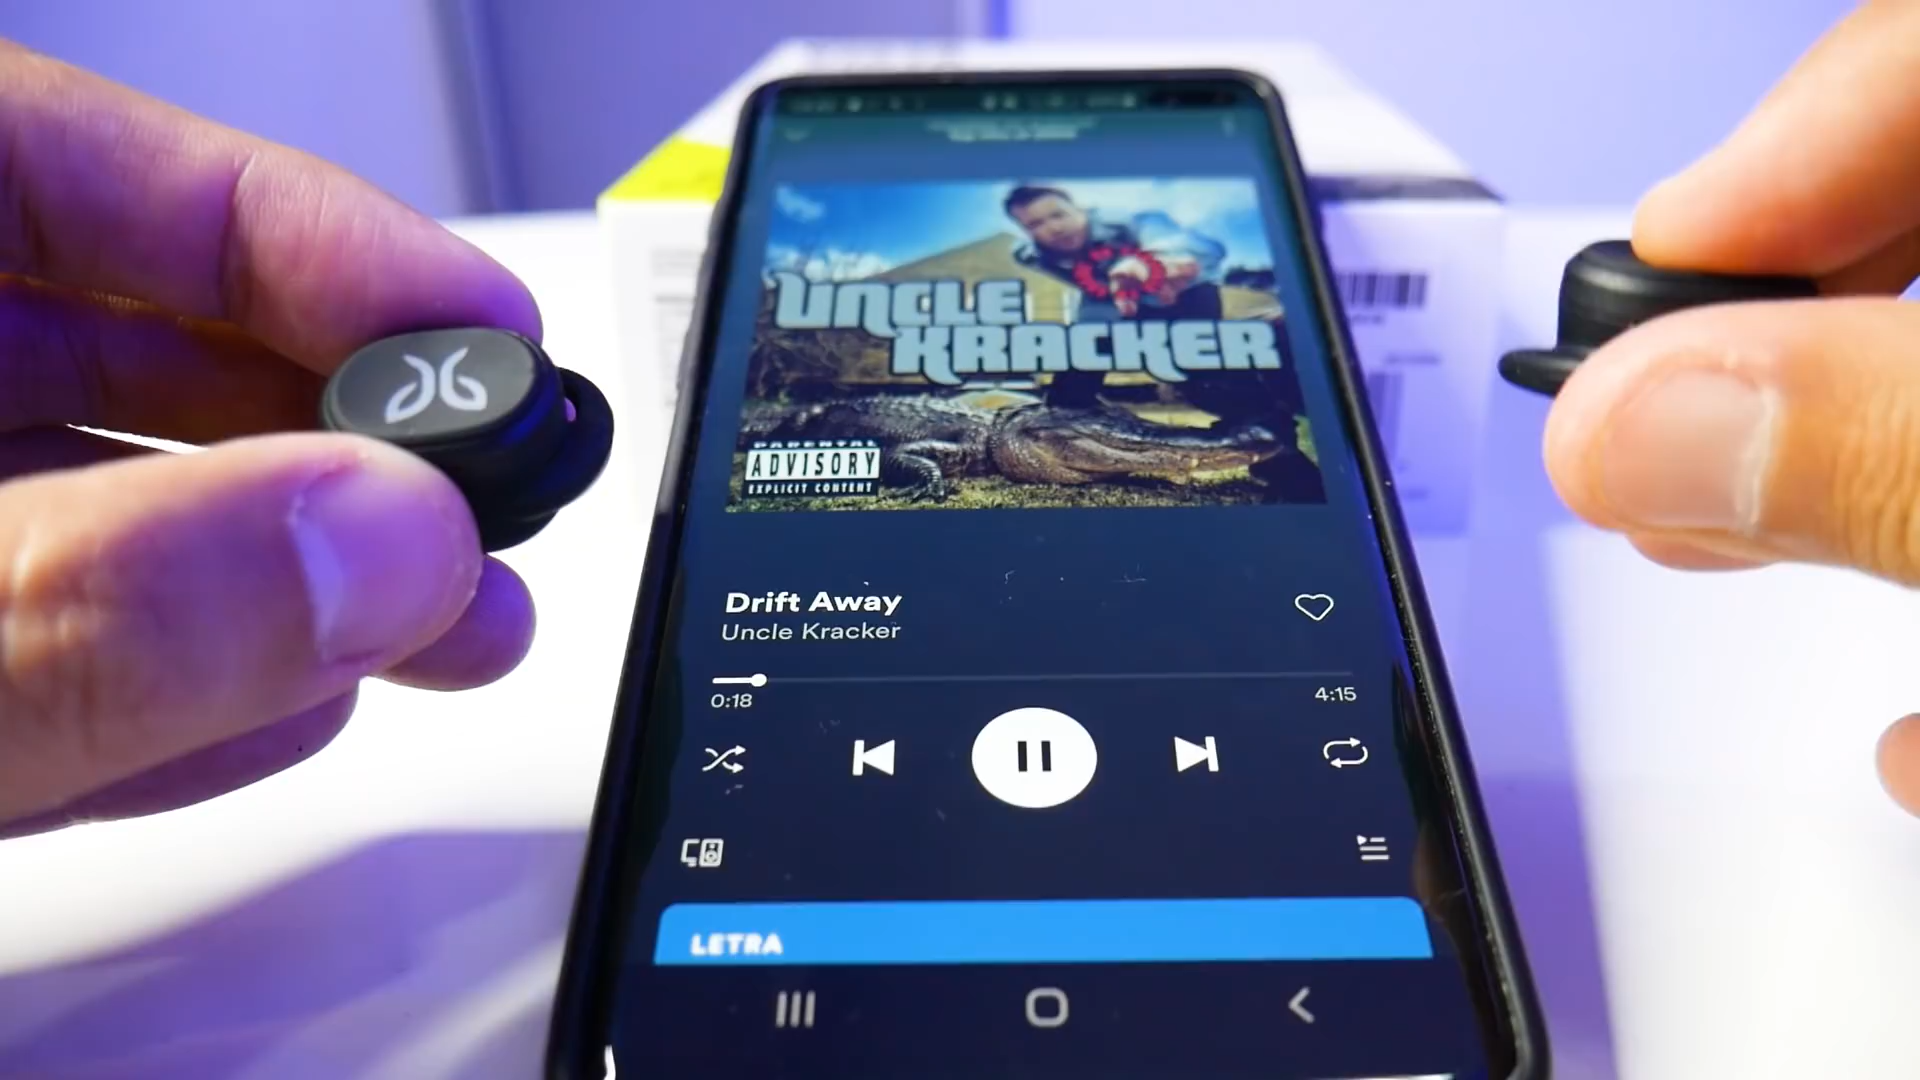 UNCLE
KRACKER
PARENTAL
ADVISORY
EXPLICIT CONTENT
Drift Away
Uncle Kracker
0:18
4:15
LETRA